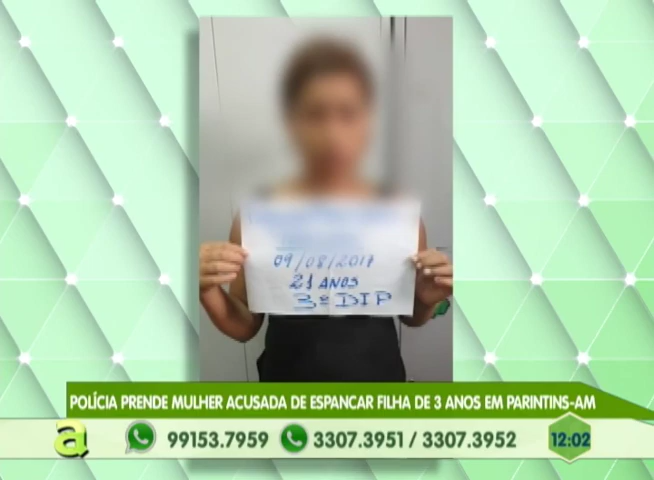 09/08/2017
21 ANOS
3º DIP
POLÍCIA PRENDE MULHER ACUSADA DE ESPANCAR FILHA DE 3 ANOS EM PARINTINS-AM
a 99153.7959 3307.3951 / 3307.3952 12:02